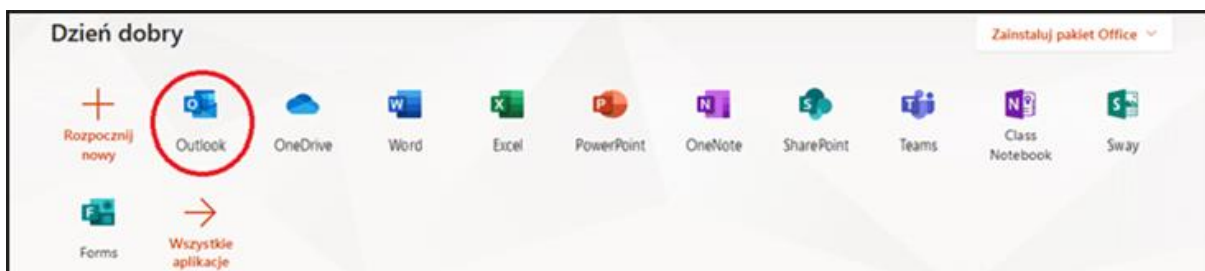 Dzień dobry
Zainstaluj pakiet Office
Rozpocznij
nowy
Outlook
OneDrive
Word
Excel
PowerPoint
OneNote
SharePoint
Teams
Class
Notebook
Sway
Forms
Wszystkie
aplikacje